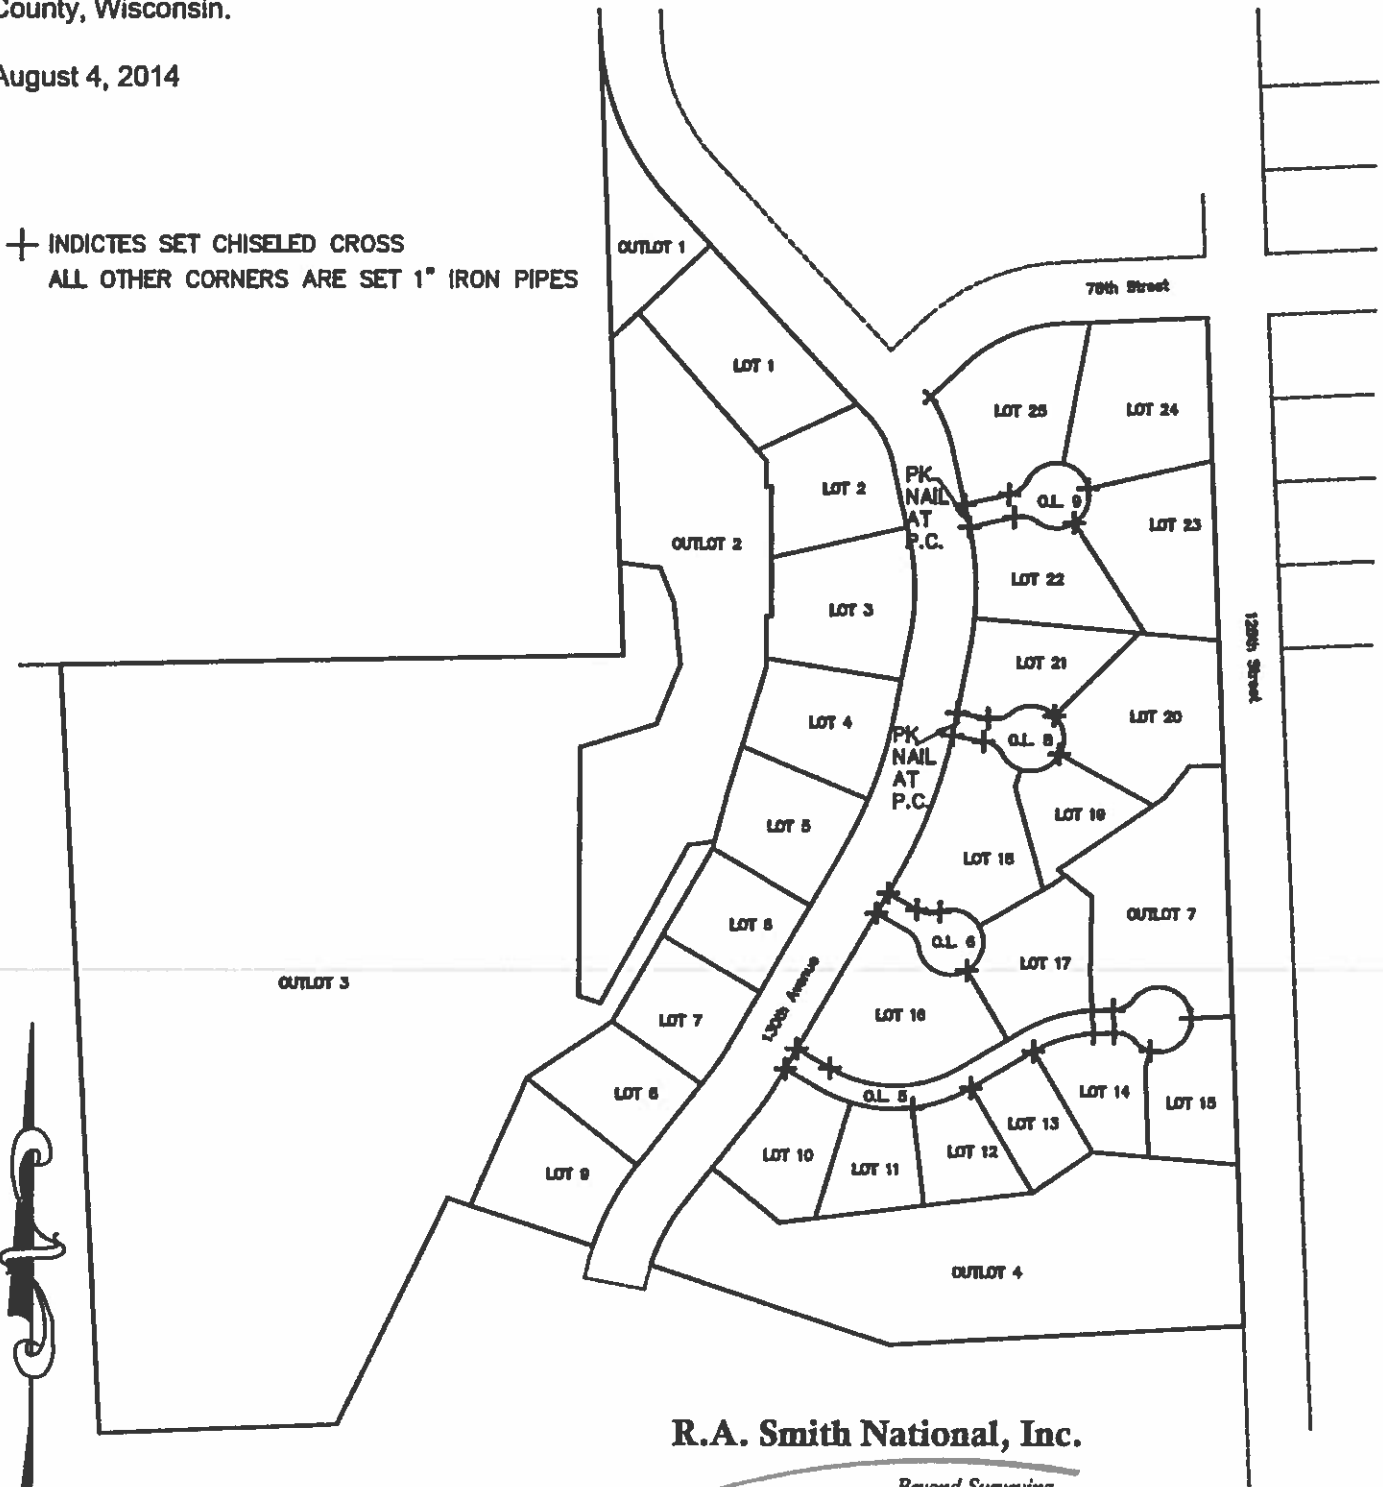 County, Wisconsin.
August 4, 2014
INDICTES SET CHISELED CROSS
ALL OTHER CORNERS ARE SET 1" IRON PIPES
OUTLOT 1
LOT 1
LOT 2
OUTLOT 2
LOT 3
LOT 4
LOT 5
LOT 6
LOT 7
LOT 8
LOT 9
OUTLOT 3
130th Avenue
78th Street
128th Street
LOT 25
LOT 24
PK
NAIL
AT
P.C.
O.L. 9
LOT 23
LOT 22
LOT 21
LOT 20
PK
NAIL
AT
P.C.
O.L. 8
LOT 19
LOT 18
OUTLOT 7
O.L. 6
LOT 17
LOT 16
O.L. 5
LOT 14
LOT 15
LOT 13
LOT 12
LOT 11
LOT 10
OUTLOT 4
R.A. Smith National, Inc.
Beyond Surveying